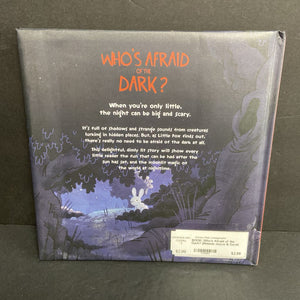 WHO'S AFRAID
OF THE
DARK?
When you're only little,
the night can be big and scary.
It's full of shadows and strange sounds from creatures
lurking in hidden places. But, as Little Fox finds out,
there's really no need to be afraid of the dark at all.
This delightful, dimly lit story will show every
little reader the fun that can be had after the
sun has set, and the moonlit magic of
the world at nighttime.
$2.99
$2.99